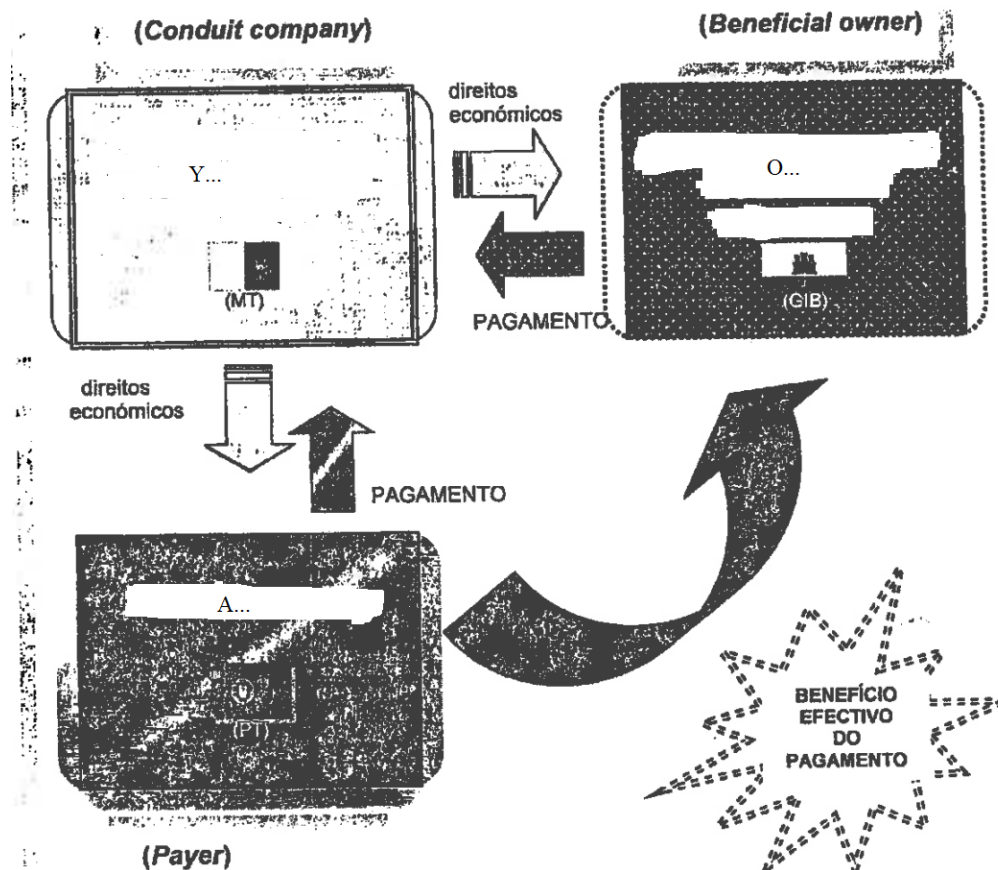 (Conduit company)
(Beneficial owner)
direitos
económicos
Y...
O...
(MT)
(GIB)
PAGAMENTO
direitos
económicos
PAGAMENTO
A...
(PT)
BENEFÍCIO
EFECTIVO
DO
PAGAMENTO
(Payer)